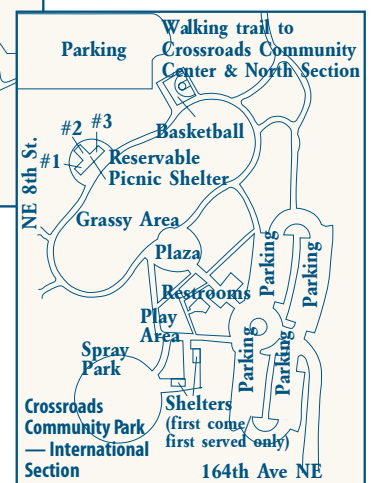 Parking
Walking trail to
Crossroads Community
Center & North Section
Basketball
#1
#2
#3
Reservable
Picnic Shelter
NE 8th St.
Grassy Area
Plaza
Restrooms
Parking
Parking
Play
Area
Spray
Park
Parking
Parking
Shelters
(first come/
first served only)
Crossroads
Community Park
— International
Section
164th Ave NE